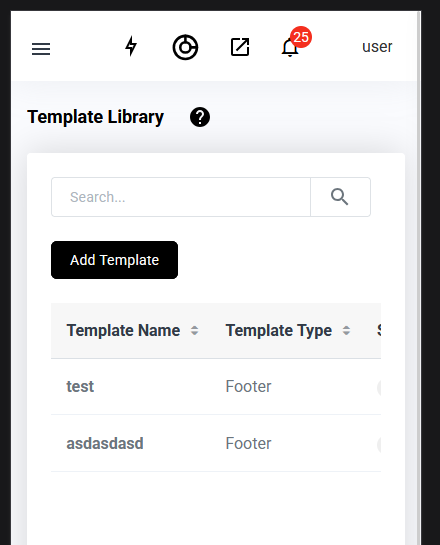 25
user
Template Library
Search...
Add Template
Template Name Template Type
test Footer
asdasdasd Footer